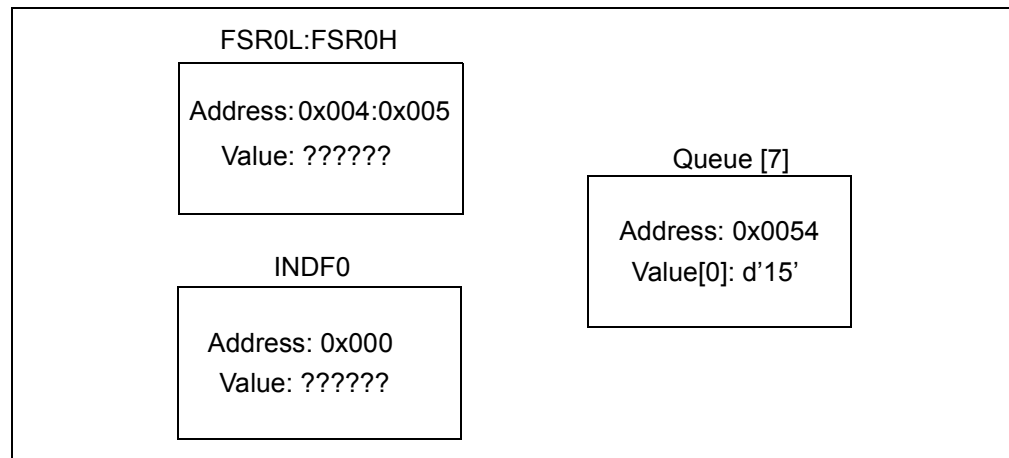 FSR0L:FSR0H
Address: 0x004:0x005
Value: ??????
Queue [7]
Address: 0x0054
Value[0]: d’15’
INDF0
Address: 0x000
Value: ??????